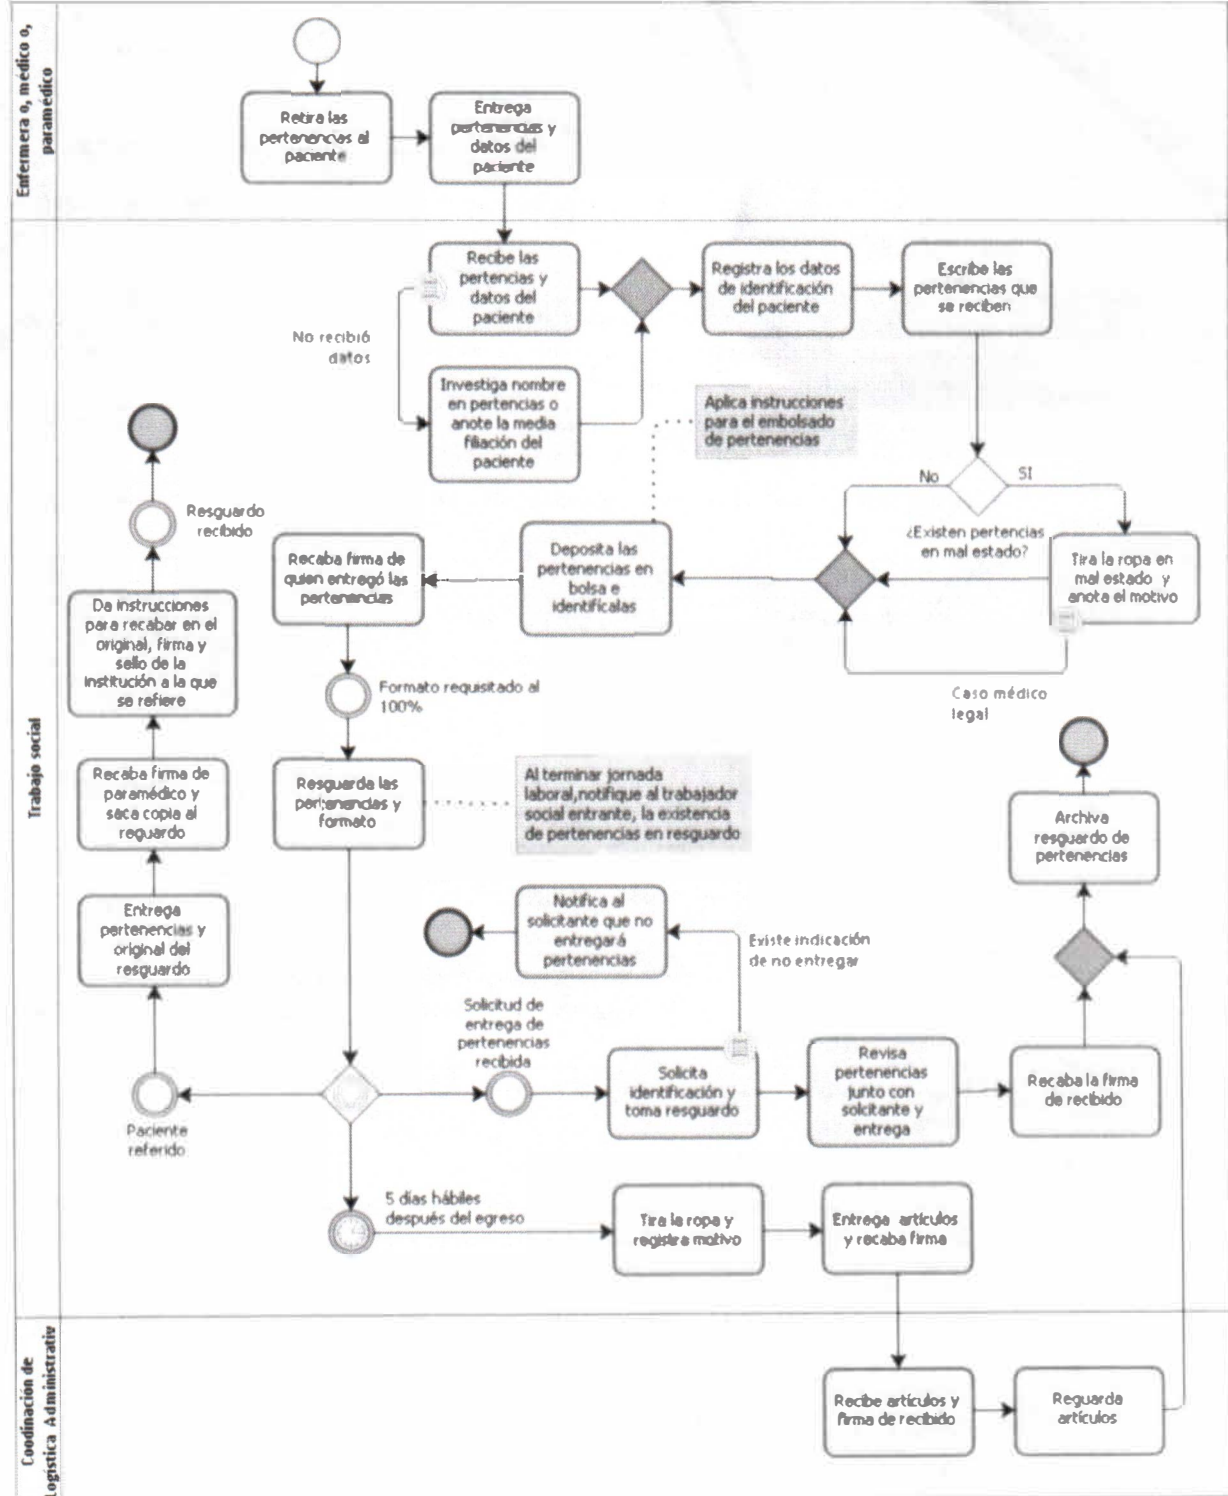 Enfermera o, médico o,
paramédico
Retira las
pertenencias al
paciente
Entrega
pertenencias y
datos del
paciente
Trabajo social
Recibe las
pertencias y
datos del
paciente
Registra los datos
de identificación
del paciente
Escribe las
pertenencias que
se reciben
No recibió
datos
Investiga nombre
en pertencias o
anote la media
filiación del
paciente
Aplica instrucciones
para el embolsado
de pertenencias
No
SI
¿Existen pertencias
en mal estado?
Tira la ropa en
mal estado y
anota el motivo
Caso médico
legal
Deposita las
pertenencias en
bolsa e
identifícalas
Recaba firma de
quien entregó las
pertenencias
Formato requisitado al
100%
Resguarda las
pertenencias y
formato
Al terminar jornada
laboral,notifique al trabajador
social entrante, la existencia
de pertenencias en resguardo
Resguardo
recibido
Da instrucciones
para recabar en el
original, firma y
sello de la
institución a la que
se refiere
Recaba firma de
paramédico y
saca copia al
reguardo
Entrega
pertenencias y
original del
resguardo
Paciente
referido
Notifica al
solicitante que no
entregará
pertenencias
Existe indicación
de no entregar
Solicitud de
entrega de
pertenencias
recibida
Solicita
identificación y
toma resguardo
Revisa
pertenencias
junto con
solcitante y
entrega
Recaba la firma
de recibido
Archiva
resguardo de
pertenencias
5 días hábiles
después del egreso
Tira la ropa y
registra motivo
Entrega artículos
y recaba firma
Coodinación de
Logística Administrativ
Recibe artículos y
firma de recibido
Reguarda
artículos